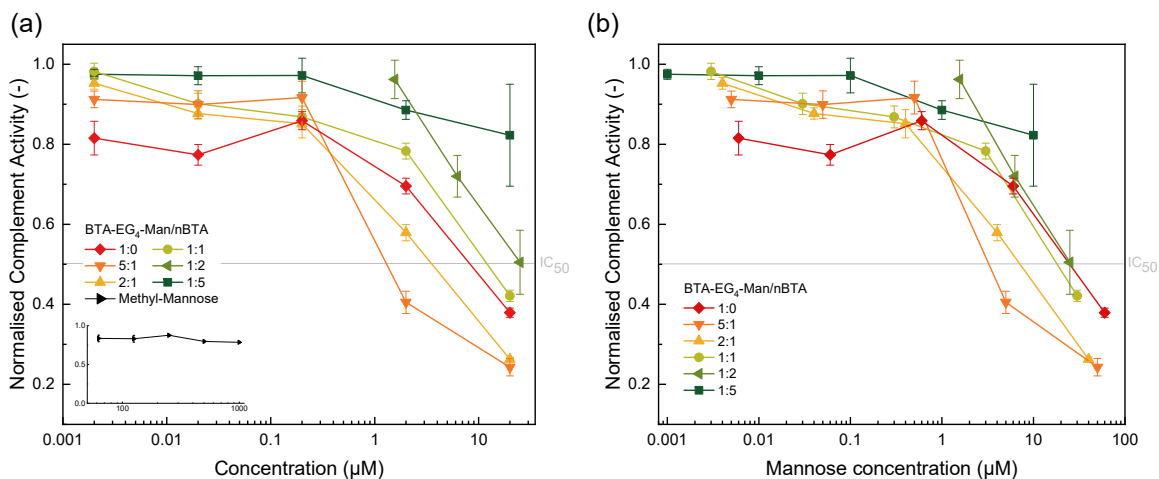 (a)
Normalised Complement Activity (-)
1.0
0.8
0.6
0.4
0.2
BTA-EG4-Man/nBTA
1:0 1:1
5:1 1:2
2:1 1:5
Methyl-Mannose
IC50
1.0
0.5
0.0
100 1000
0.001 0.01 0.1 1 10
Concentration (µM)
(b)
Normalised Complement Activity (-)
1.0
0.8
0.6
0.4
0.2
IC50
BTA-EG4-Man/nBTA
1:0
5:1
2:1
1:1
1:2
1:5
0.001 0.01 0.1 1 10 100
Mannose concentration (µM)